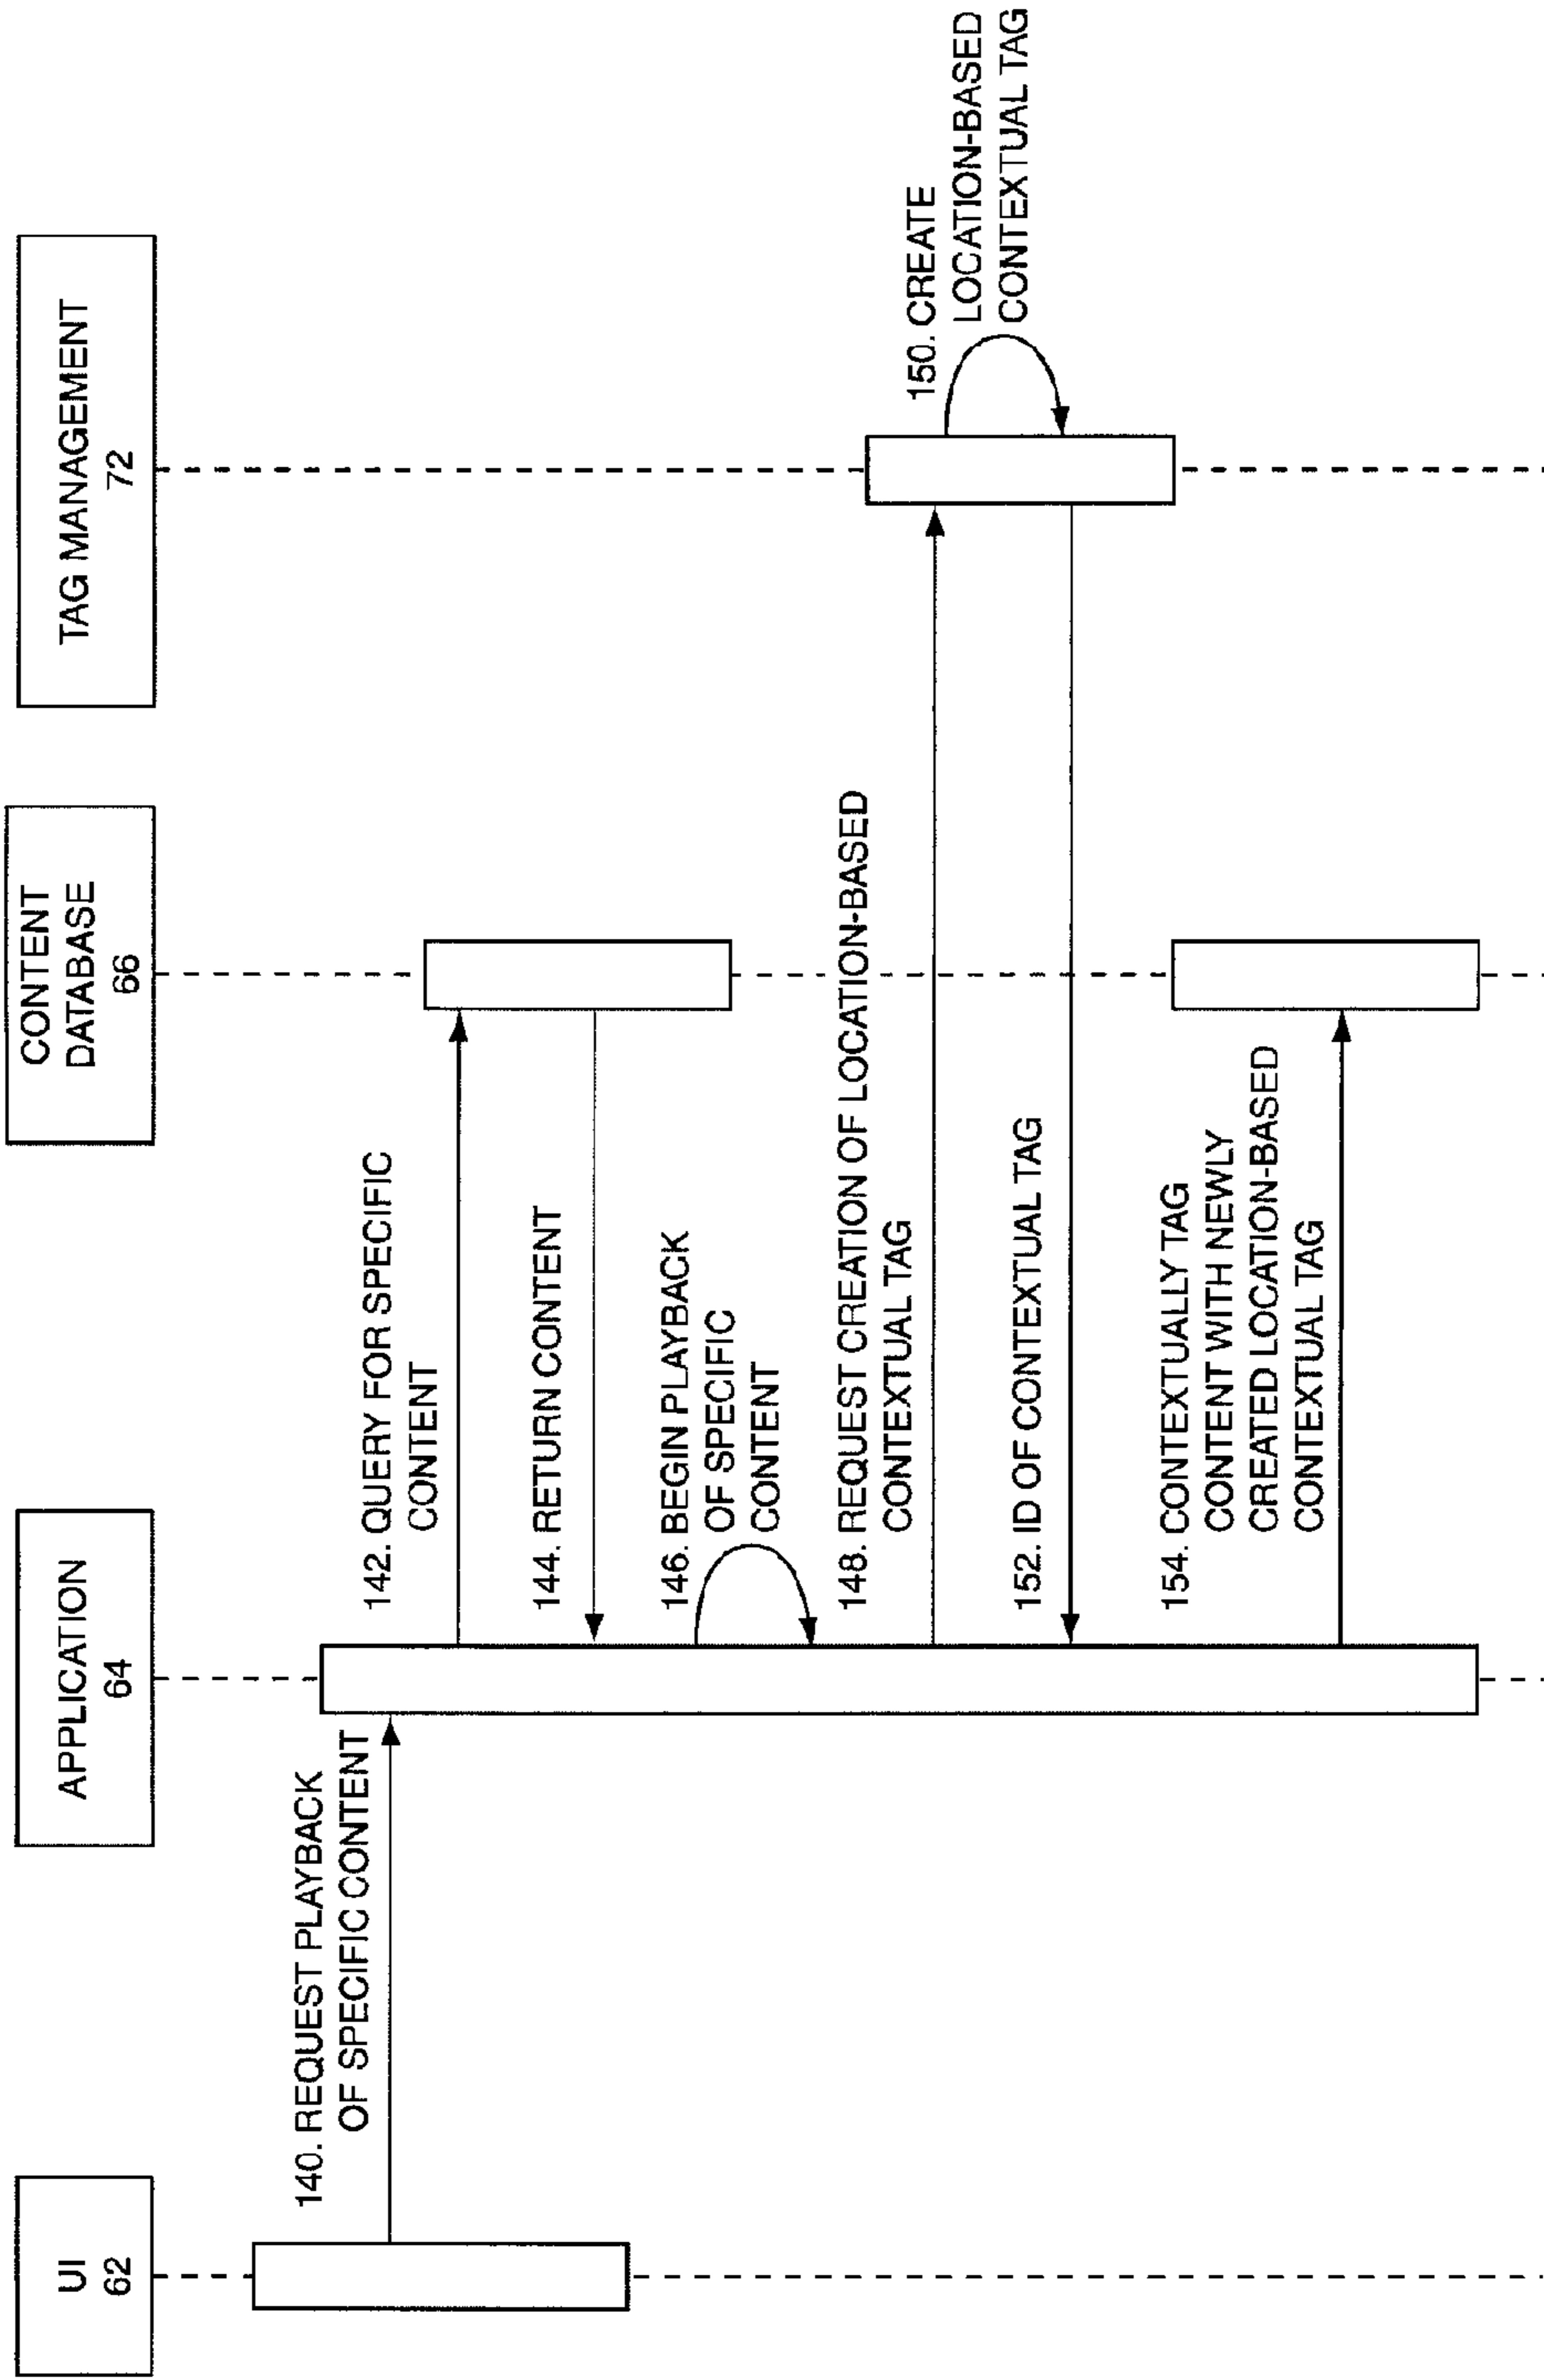 UI
62
APPLICATION
64
CONTENT
DATABASE
66
TAG MANAGEMENT
72
140. REQUEST PLAYBACK
OF SPECIFIC CONTENT
142. QUERY FOR SPECIFIC
CONTENT
144. RETURN CONTENT
146. BEGIN PLAYBACK
OF SPECIFIC
CONTENT
148. REQUEST CREATION OF LOCATION-BASED
CONTEXTUAL TAG
150. CREATE
LOCATION-BASED
CONTEXTUAL TAG
152. ID OF CONTEXTUAL TAG
154. CONTEXTUALLY TAG
CONTENT WITH NEWLY
CREATED LOCATION-BASED
CONTEXTUAL TAG